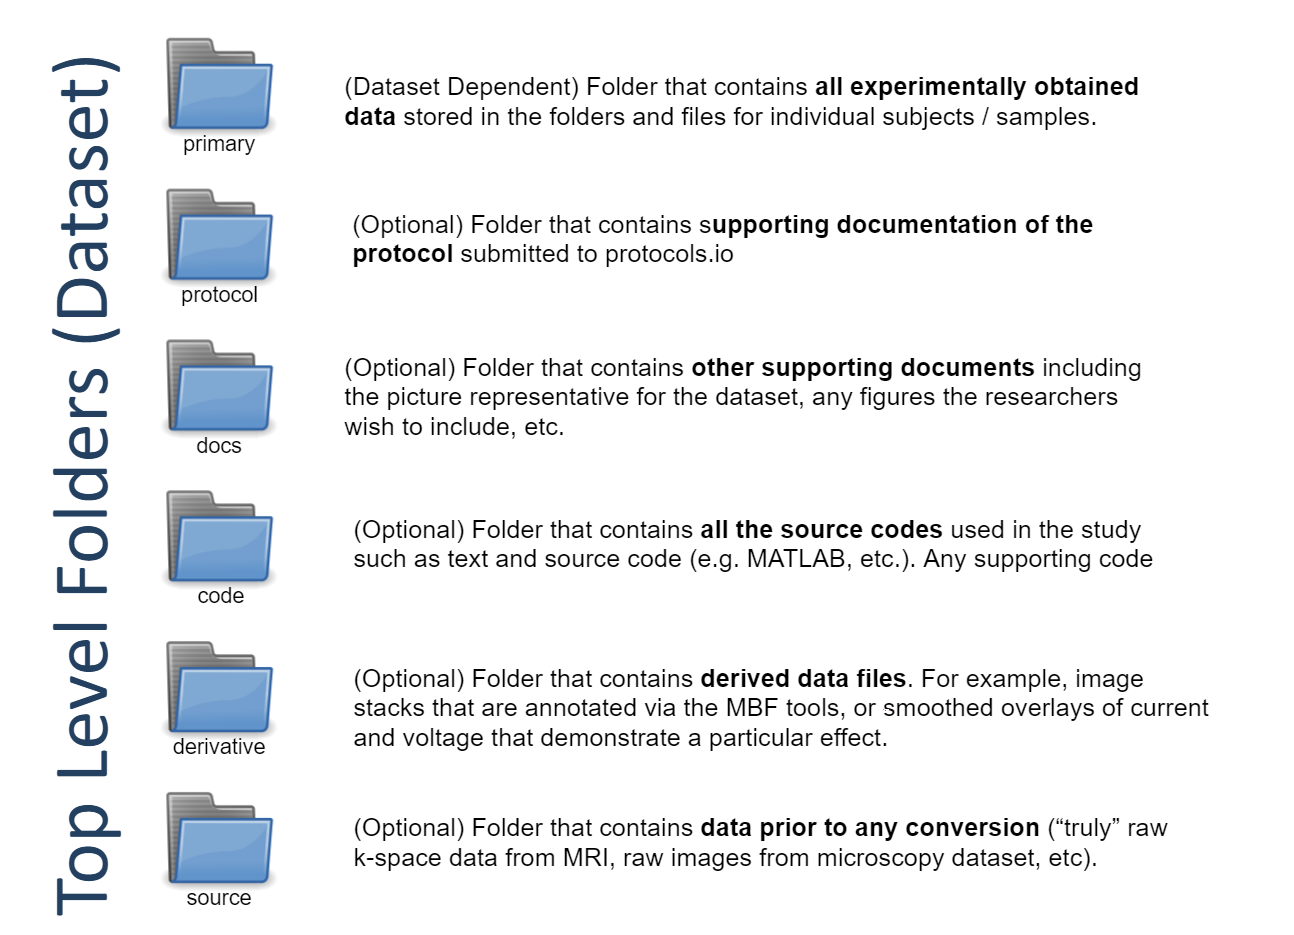 Top Level Folders (Dataset)
primary
(Dataset Dependent) Folder that contains all experimentally obtained
data stored in the folders and files for individual subjects / samples.
protocol
(Optional) Folder that contains supporting documentation of the
protocol submitted to protocols.io
docs
(Optional) Folder that contains other supporting documents including
the picture representative for the dataset, any figures the researchers
wish to include, etc.
code
(Optional) Folder that contains all the source codes used in the study
such as text and source code (e.g. MATLAB, etc.). Any supporting code
derivative
(Optional) Folder that contains derived data files. For example, image
stacks that are annotated via the MBF tools, or smoothed overlays of current
and voltage that demonstrate a particular effect.
source
(Optional) Folder that contains data prior to any conversion (“truly” raw
k-space data from MRI, raw images from microscopy dataset, etc).